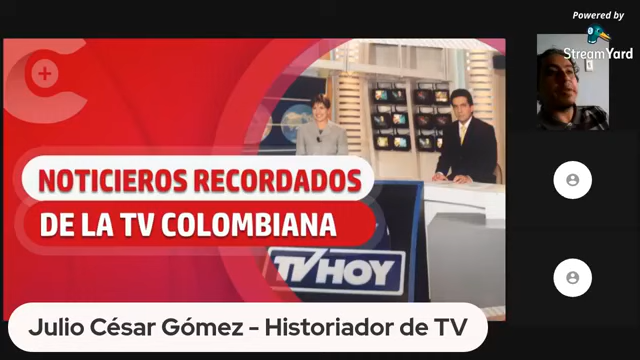 Powered by
StreamYard
NOTICIEROS RECORDADOS
DE LA TV COLOMBIANA
TV HOY
Julio César Gómez - Historiador de TV